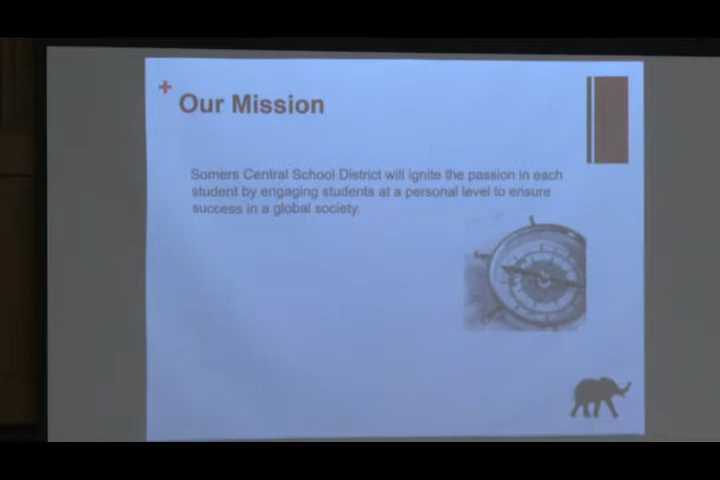 +
Our Mission
Somers Central School District will ignite the passion in each
student by engaging students at a personal level to ensure
success in a global society.